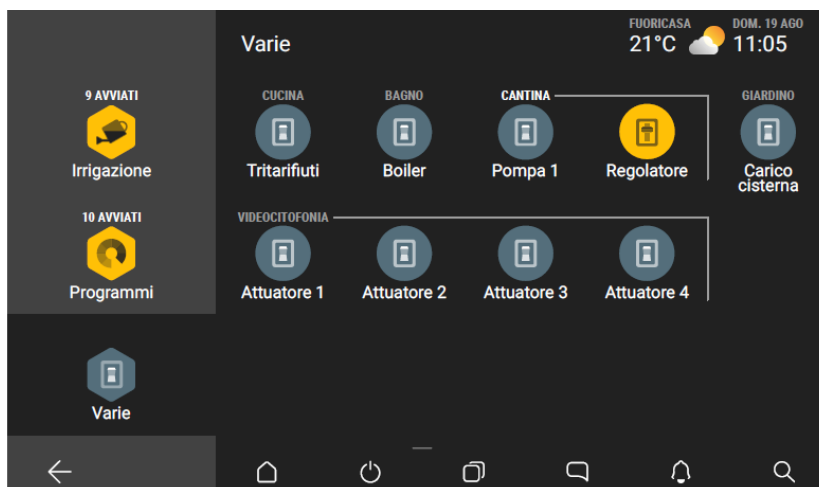 Varie
FUORICASA
21°C
DOM. 19 AGO
11:05
9 AVVIATI
Irrigazione
10 AVVIATI
Programmi
Varie
CUCINA
Tritarifiuti
BAGNO
Boiler
CANTINA
Pompa 1
Regolatore
GIARDINO
Carico
cisterna
VIDEOCITOFONIA
Attuatore 1
Attuatore 2
Attuatore 3
Attuatore 4